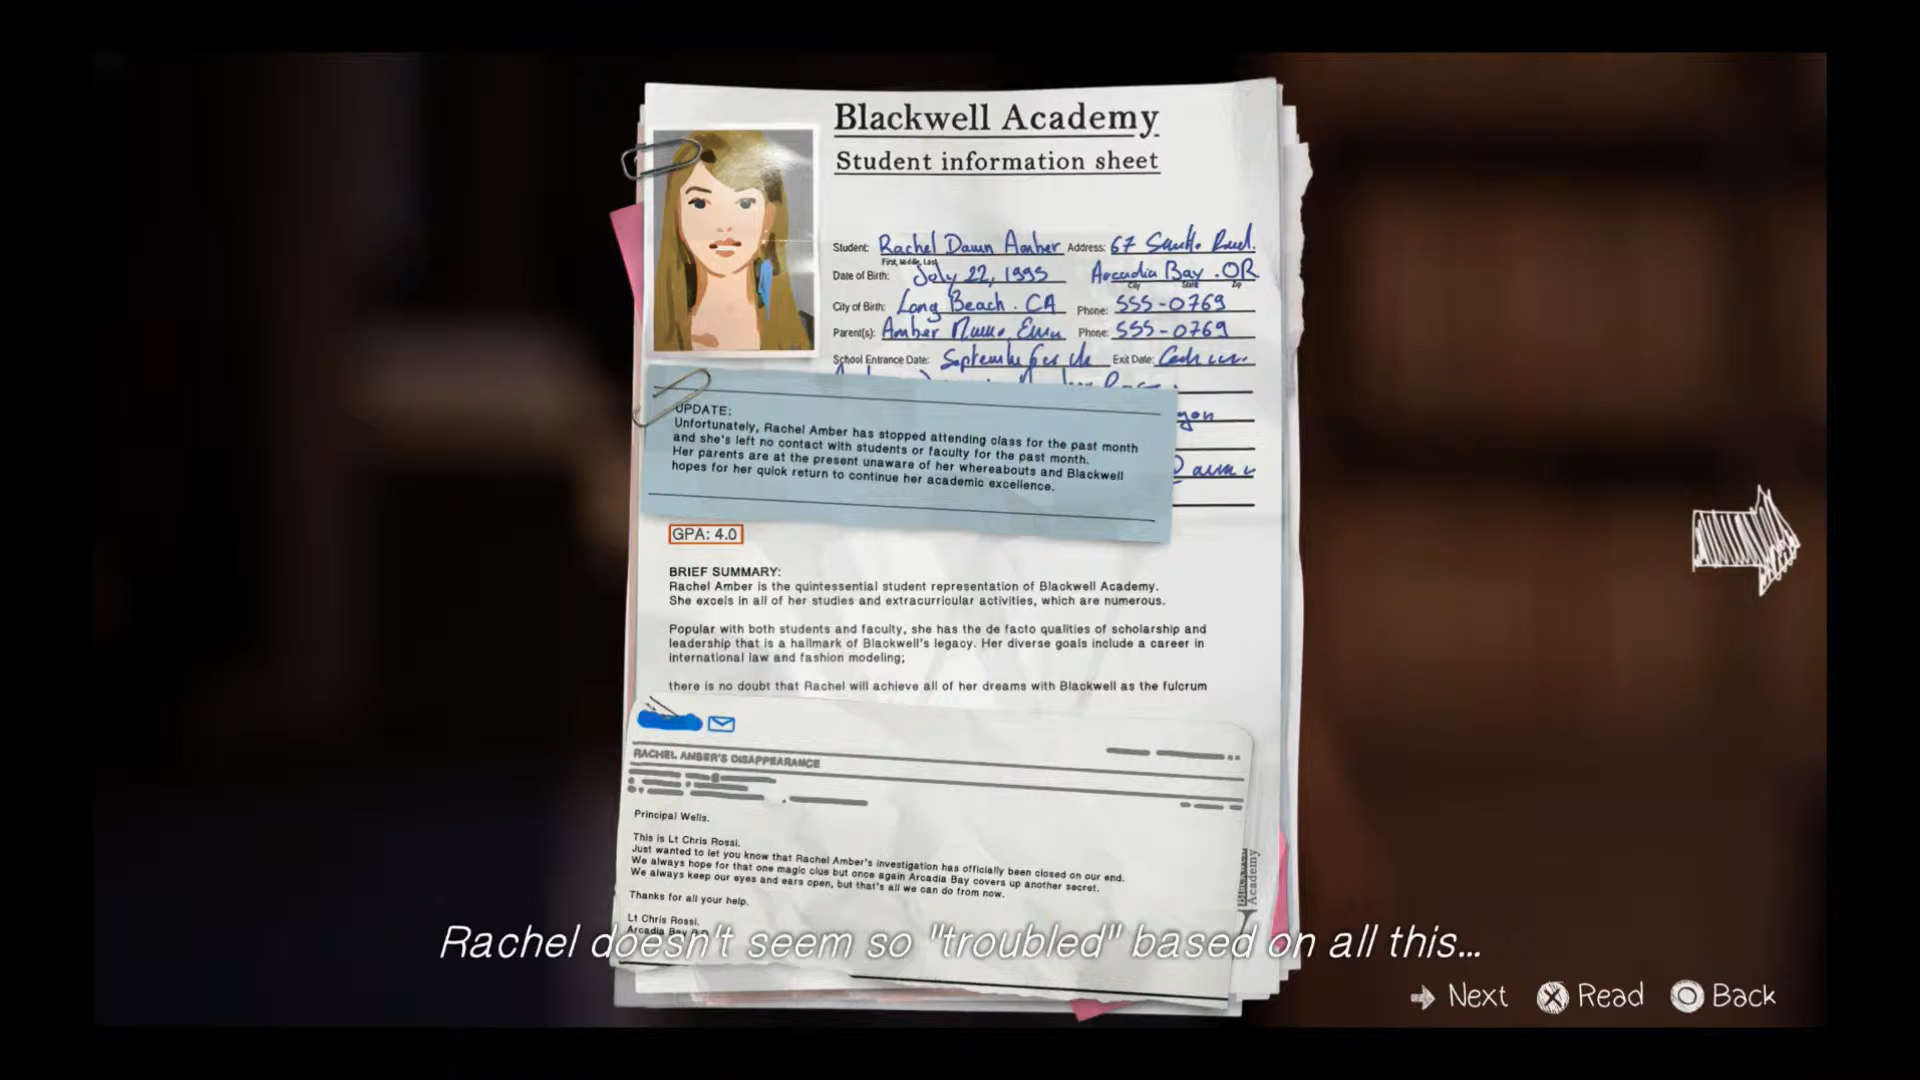 Blackwell Academy
Student information sheet
Student: Rachel Dawn Amber Address: 67
First, Middle, Last
Date of Birth: July 22, 1995 Arcadia Bay . OR
City State Zip
City of Birth: Long Beach . CA Phone: 555-0769
Parent(s): Amber Phone: 555-0769
School Entrance Date: Exit Date:
UPDATE:
Unfortunately, Rachel Amber has stopped attending class for the past month
and she's left no contact with students or faculty for the past month.
Her parents are at the present unaware of her whereabouts and Blackwell
hopes for her quick return to continue her academic excellence.
GPA: 4.0
BRIEF SUMMARY:
Rachel Amber is the quintessential student representation of Blackwell Academy.
She excels in all of her studies and extracurricular activities, which are numerous.
Popular with both students and faculty, she has the de facto qualities of scholarship and
leadership that is a hallmark of Blackwell's legacy. Her diverse goals include a career in
international law and fashion modeling;
there is no doubt that Rachel will achieve all of her dreams with Blackwell as the fulcrum
RACHEL AMBER'S DISAPPEARANCE
Principal Wells.
This is Lt Chris Rossi.
Just wanted to let you know that Rachel Amber's investigation has officially been closed on our end.
We always hope for that one magic clue but once again Arcadia Bay covers up another secret.
We always keep our eyes and ears open, but that's all we can do from now.
Thanks for all your help.
Lt Chris Rossi.
Arcadia Bay P.D.
Blackwell
Academy
Rachel doesn't seem so "troubled" based on all this...
Next Read Back